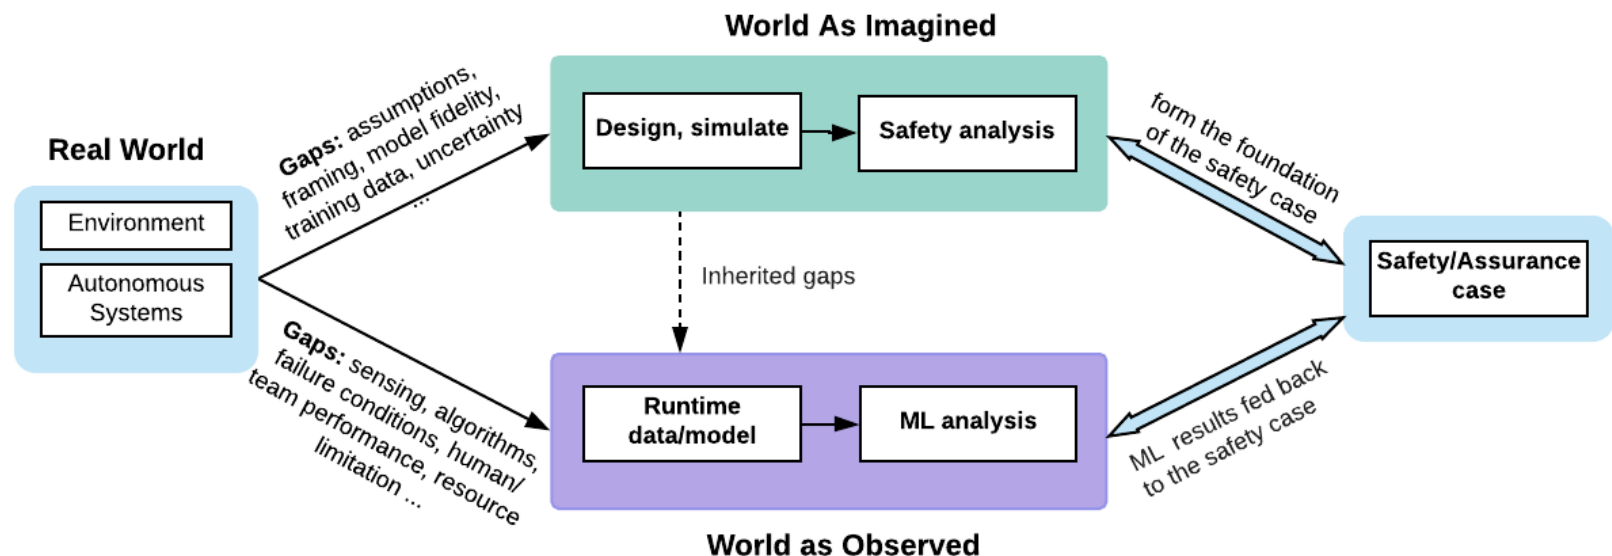 World As Imagined
Real World
Environment
Autonomous
Systems
Gaps: assumptions,
framing, model fidelity,
training data, uncertainty
...
Design, simulate
Safety analysis
form the foundation
of the safety case
Inherited gaps
Safety/Assurance
case
Gaps: sensing, algorithms,
failure conditions, human/
team performance, resource
limitation ...
Runtime
data/model
ML analysis
ML results fed back
to the safety case
World as Observed